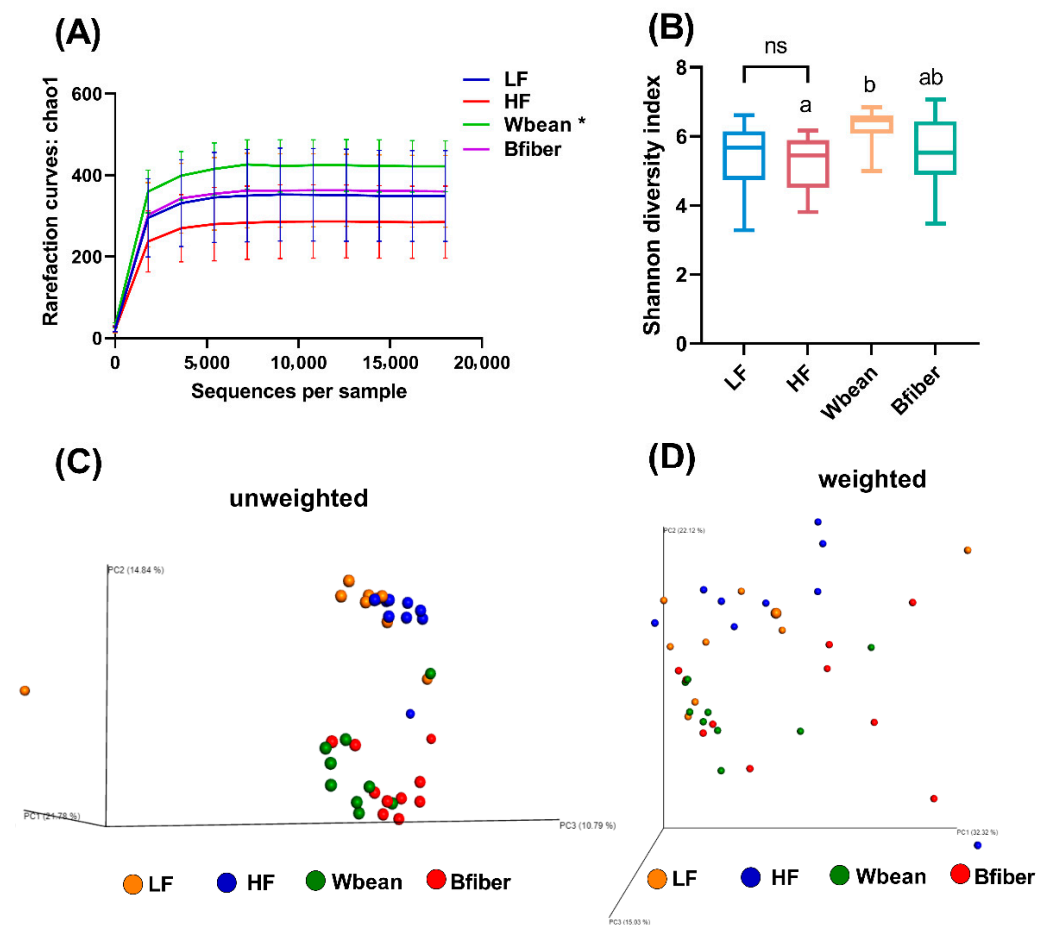 (A)
Rarefaction curves: chao1
600
400
200
0
0
5,000
10,000
15,000
20,000
Sequences per sample
LF
HF
Wbean *
Bfiber
(B)
Shannon diversity index
8
6
4
2
0
ns
a
b
ab
LF
HF
Wbean
Bfiber
(C)
unweighted
PC2 (14.84 %)
PC1 (21.78 %)
PC3 (10.79 %)
LF
HF
Wbean
Bfiber
(D)
weighted
PC2 (22.12 %)
PC1 (32.32 %)
PC3 (15.03 %)
LF
HF
Wbean
Bfiber